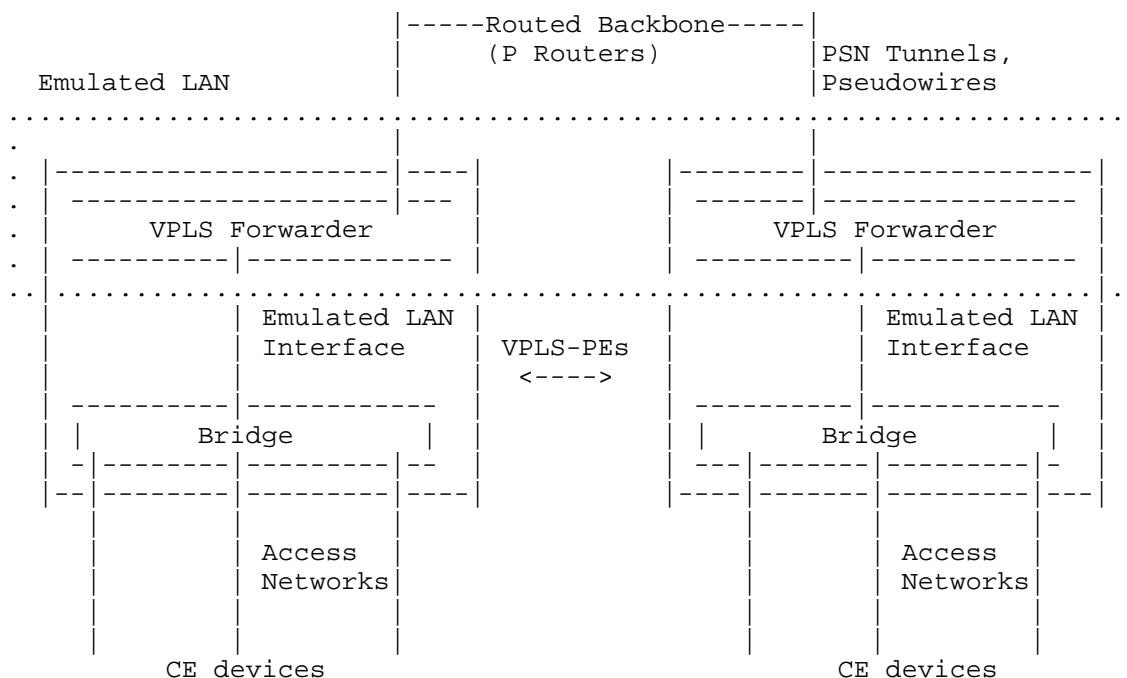 |-----Routed Backbone-----|
(P Routers) PSN Tunnels,
Emulated LAN Pseudowires
VPLS Forwarder VPLS Forwarder
Emulated LAN Emulated LAN
Interface VPLS-PEs Interface
<---->
Bridge Bridge
Access Access
Networks Networks
CE devices CE devices